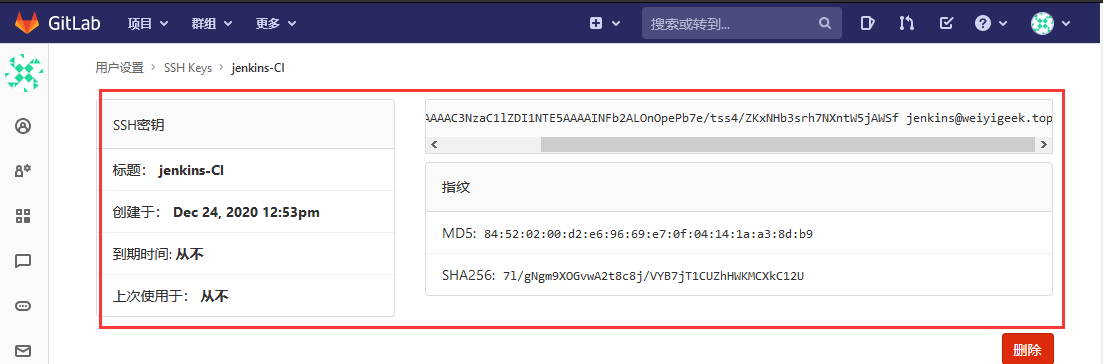 GitLab 项目 群组 更多 搜索或转到...
用户设置 > SSH Keys > jenkins-CI
SSH密钥
标题： jenkins-CI
创建于： Dec 24, 2020 12:53pm
到期时间: 从不
上次使用于： 从不
AAAAC3NzaC1lZDI1NTE5AAAAINFb2ALOnOpePb7e/tss4/ZKxNHb3srh7NXntW5jAWSf jenkins@weiyigeek.top
指纹
MD5: 84:52:02:00:d2:e6:96:69:e7:0f:04:14:1a:a3:8d:b9
SHA256: 7l/gNgm9XOGvwA2t8c8j/VYB7jT1CUZhHWKMCXkC12U
删除